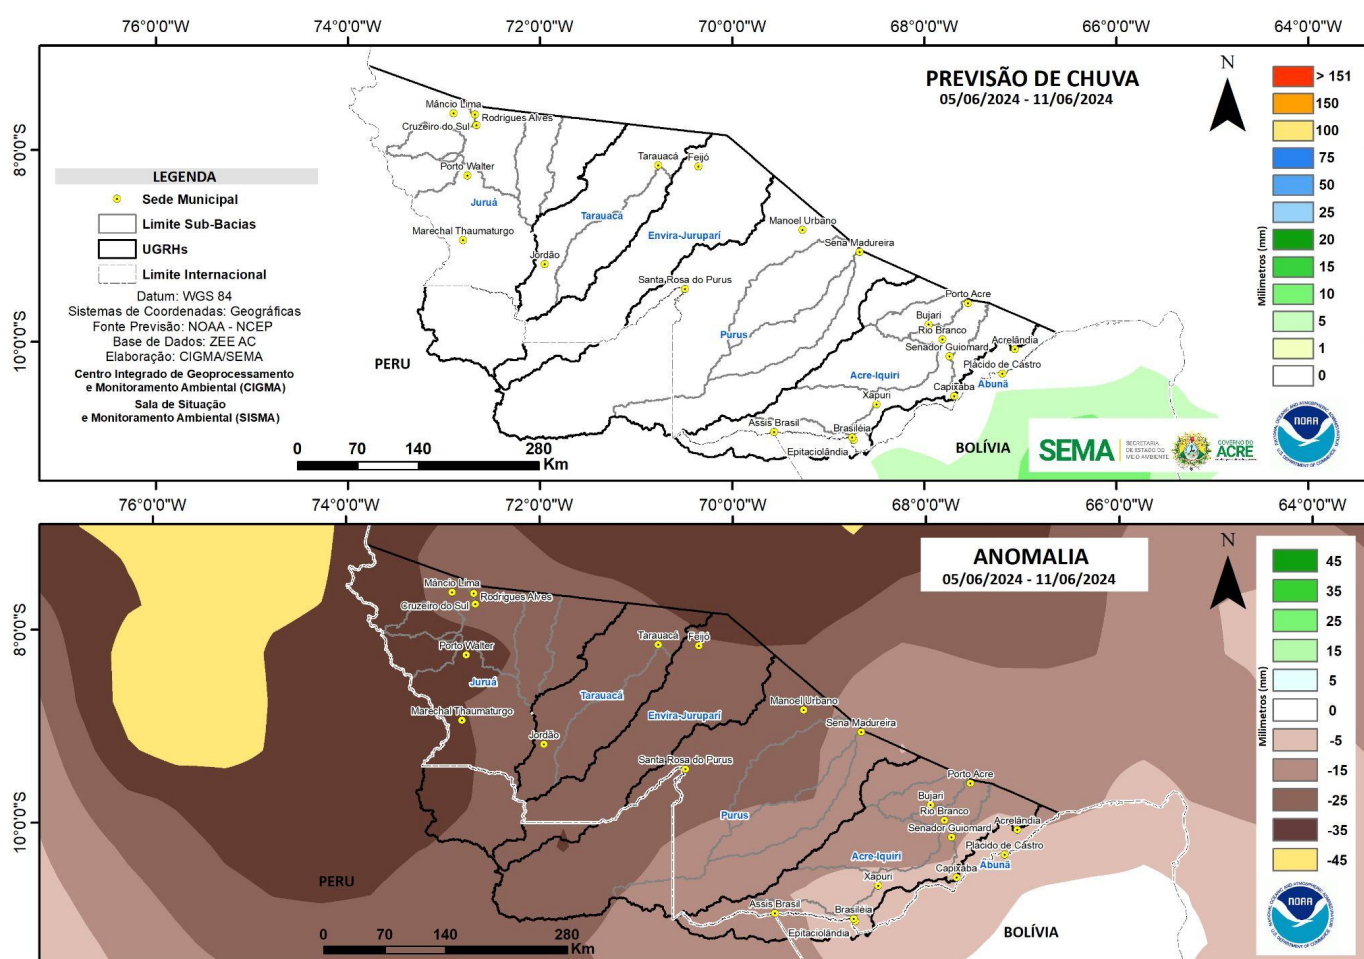 76°0'0"W 74°0'0"W 72°0'0"W 70°0'0"W 68°0'0"W 66°0'0"W 64°0'0"W
PREVISÃO DE CHUVA
05/06/2024 - 11/06/2024
N
> 151
150
100
75
50
25
20
15
10
5
1
0
Milímetros (mm)
8°0'0"S
10°0'0"S
LEGENDA
Sede Municipal
Limite Sub-Bacias
UGRHs
Limite Internacional
Datum: WGS 84
Sistemas de Coordenadas: Geográficas
Fonte Previsão: NOAA - NCEP
Base de Dados: ZEE AC
Elaboração: CIGMA/SEMA
Centro Integrado de Geoprocessamento
e Monitoramento Ambiental (CIGMA)
Sala de Situação
e Monitoramento Ambiental (SISMA)
Mâncio Lima
Rodrigues Alves
Cruzeiro do Sul
Porto Walter
Juruá
Marechal Thaumaturgo
Tarauacá
Feijó
Tarauacá
Envira-Juruparí
Jordão
Manoel Urbano
Sena Madureira
Santa Rosa do Purus
Purus
Porto Acre
Bujari
Rio Branco
Senador Guiomard
Acrelândia
Plácido de Castro
Abunã
Acre-Iquiri
Capixaba
Xapuri
Assis Brasil
Brasiléia
Epitaciolândia
PERU
BOLÍVIA
0 70 140 280
Km
SEMA
SECRETARIA
DE ESTADO DO
MEIO AMBIENTE
GOVERNO DO
ACRE
NOAA
76°0'0"W 74°0'0"W 72°0'0"W 70°0'0"W 68°0'0"W 66°0'0"W 64°0'0"W
ANOMALIA
05/06/2024 - 11/06/2024
N
45
35
25
15
5
0
-5
-15
-25
-35
-45
Milímetros (mm)
8°0'0"S
10°0'0"S
Mâncio Lima
Rodrigues Alves
Cruzeiro do Sul
Porto Walter
Juruá
Marechal Thaumaturgo
Tarauacá
Feijó
Tarauacá
Envira-Juruparí
Jordão
Manoel Urbano
Sena Madureira
Santa Rosa do Purus
Purus
Porto Acre
Bujari
Rio Branco
Senador Guiomard
Acrelândia
Plácido de Castro
Abunã
Acre-Iquiri
Capixaba
Xapuri
Assis Brasil
Brasiléia
Epitaciolândia
PERU
BOLÍVIA
0 70 140 280
Km
NOAA